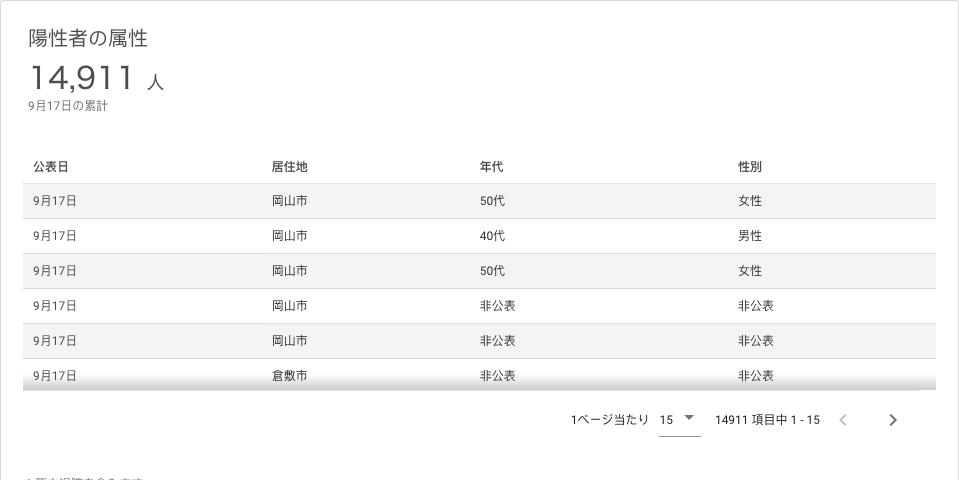 陽性者の属性
14,911 人
9月17日の累計
公表日 居住地 年代 性別
9月17日 岡山市 50代 女性
9月17日 岡山市 40代 男性
9月17日 岡山市 50代 女性
9月17日 岡山市 非公表 非公表
9月17日 岡山市 非公表 非公表
9月17日 倉敷市 非公表 非公表
1ページ当たり 15 14911 項目中 1 - 15